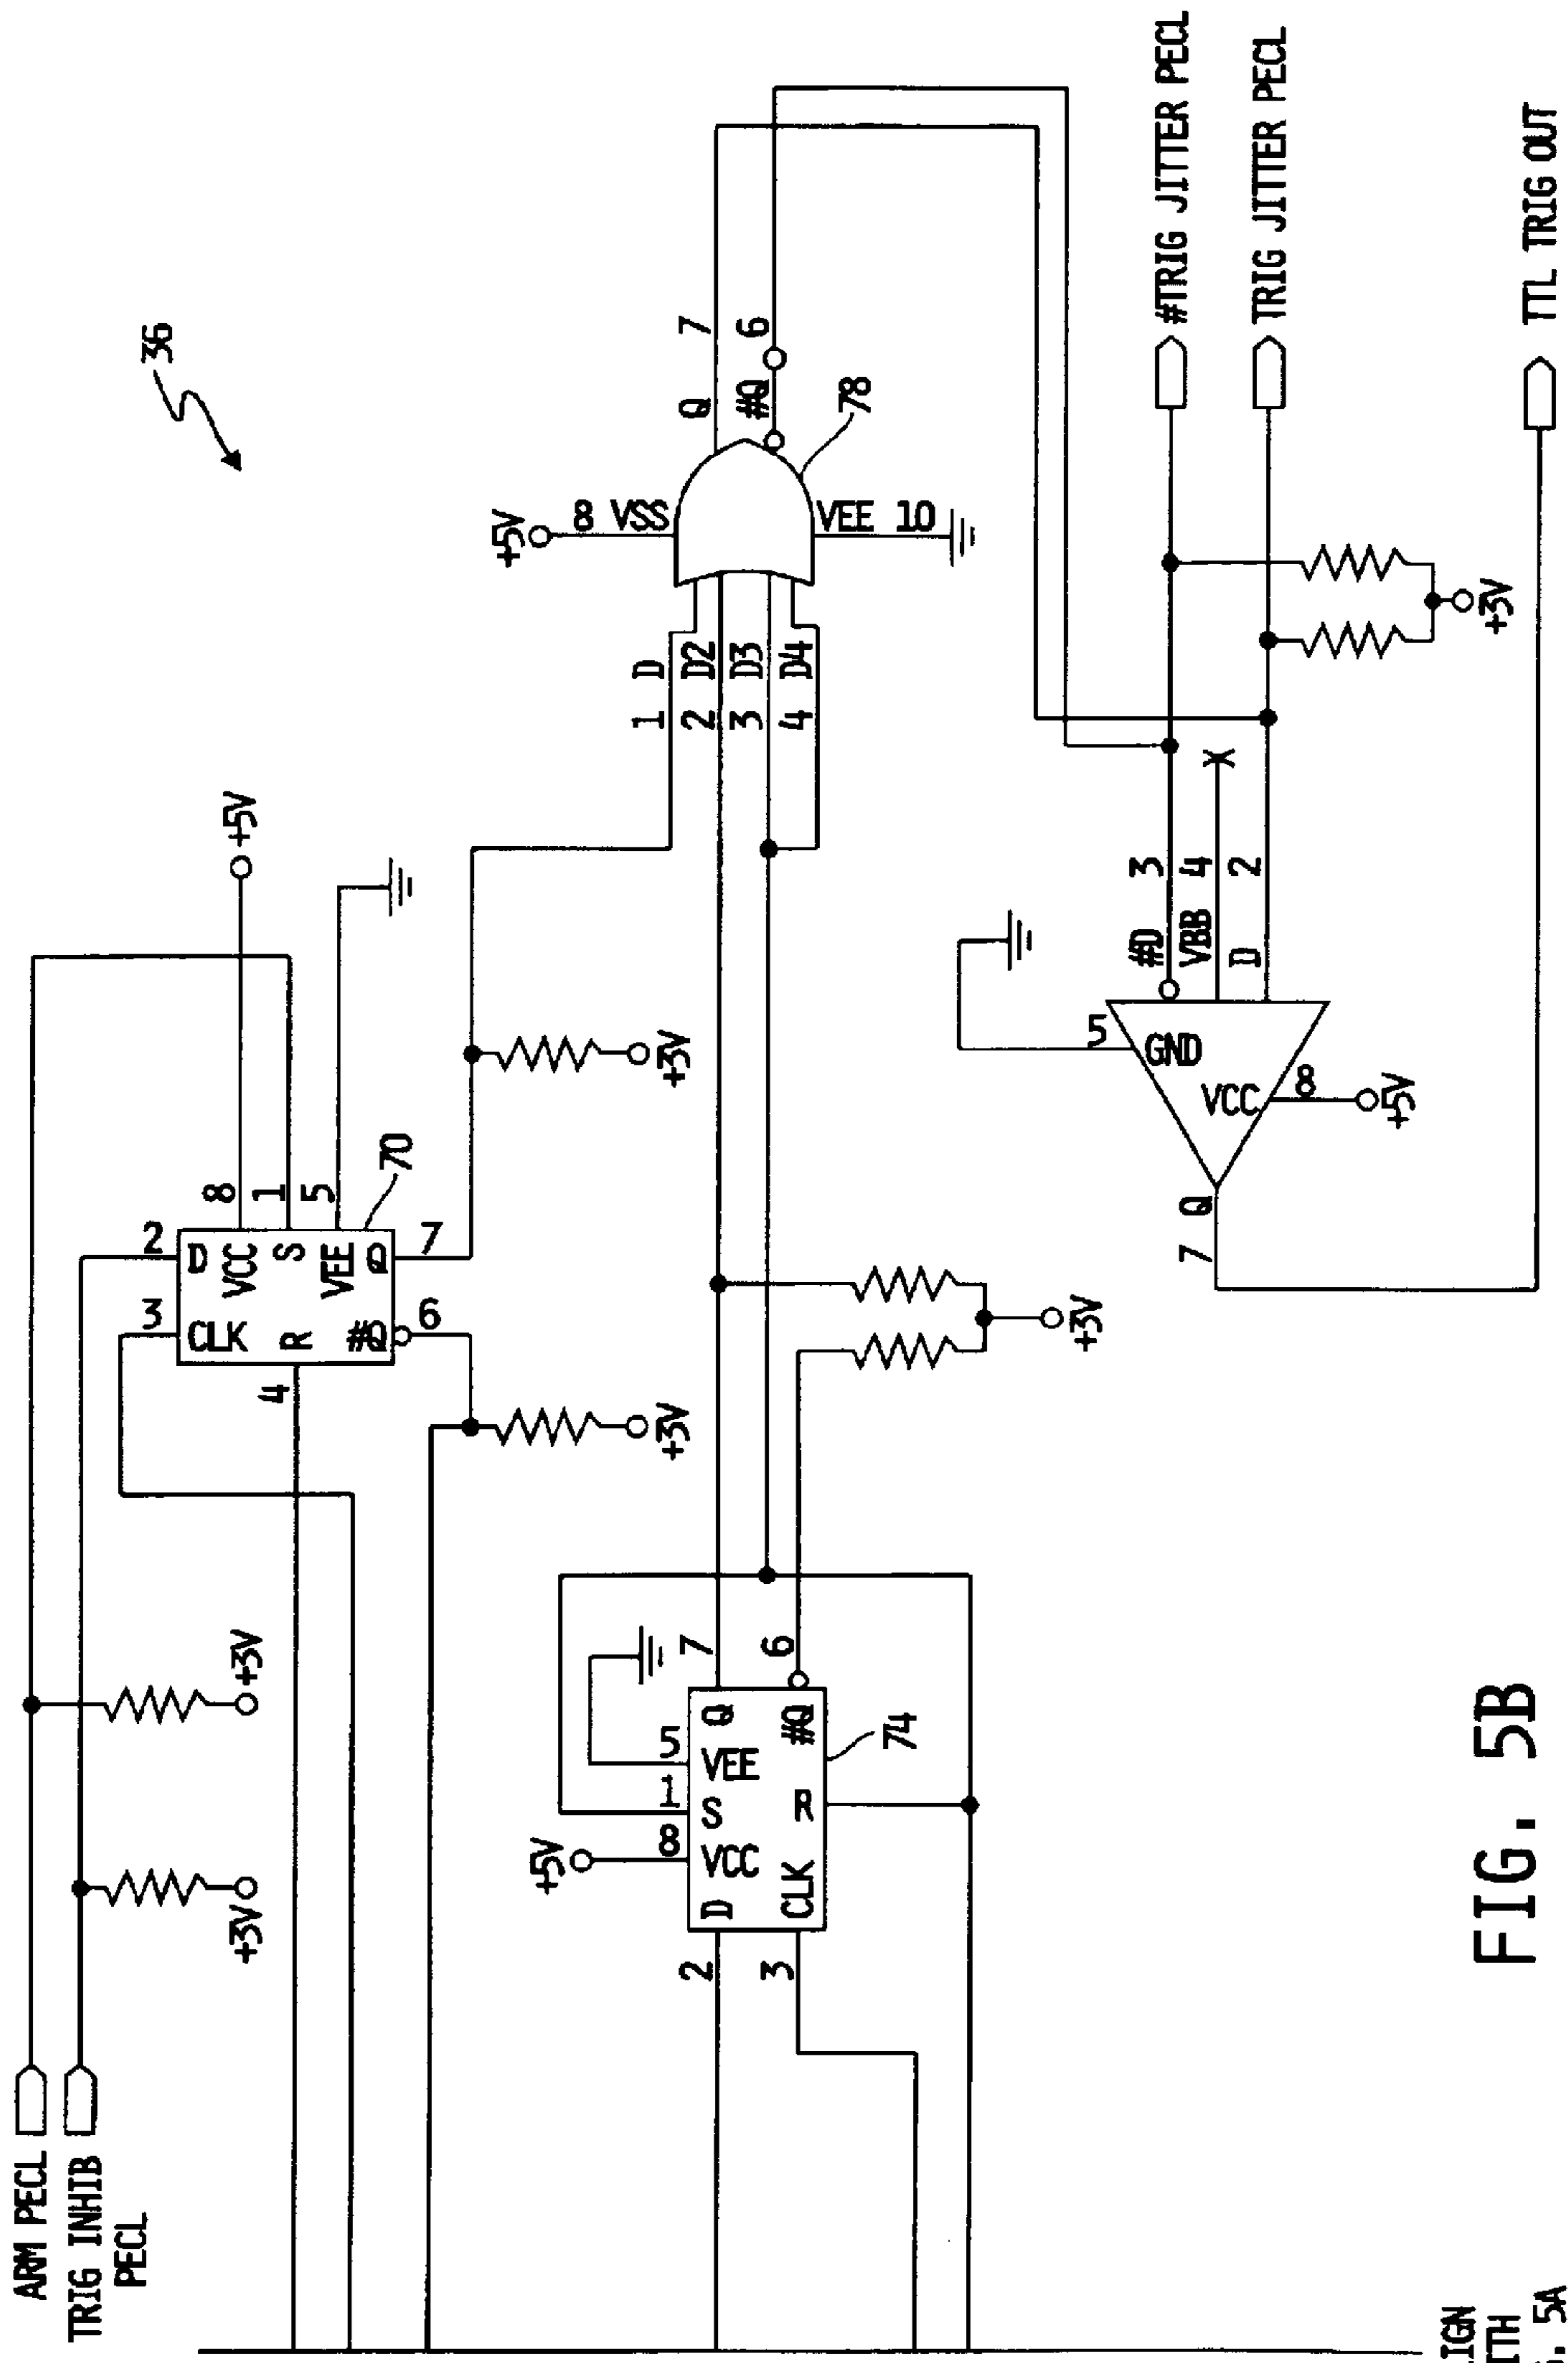 36
ARM PECL
TRIG INHIB
PECL
+3V
+3V
2
D
3
CLK
VCC
8
S
1
VEE
5
R
4
Q
7
#Q
6
70
+5V
+3V
+3V
+5V
8
VCC
1
S
5
VEE
2
D
3
CLK
R
Q
7
#Q
6
74
+3V
1
D
2
D2
3
D3
4
D4
+5V
8 VSS
VEE 10
Q
7
#Q
6
78
#D
3
VBB
4
X
D
2
5
GND
VCC
8
+5V
Q
7
+3V
#TRIG JITTER PECL
TRIG JITTER PECL
TTL TRIG OUT
FIG. 5B
5A